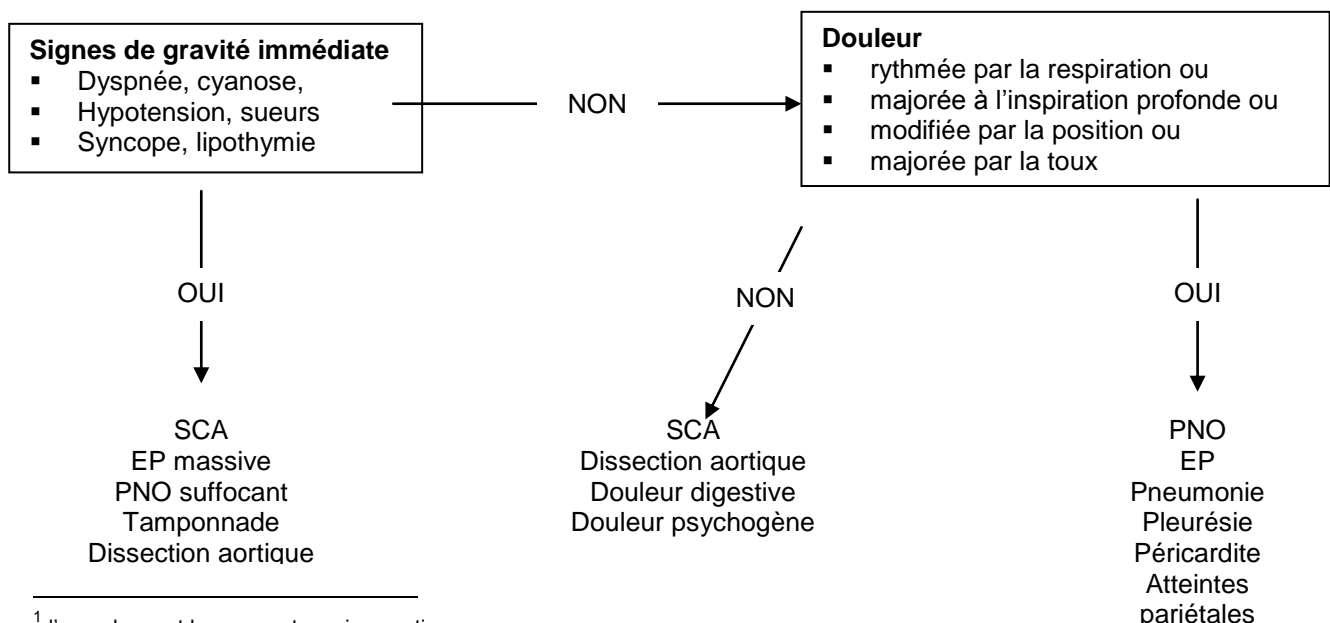 Signes de gravité immédiate
▪ Dyspnée, cyanose,
▪ Hypotension, sueurs
▪ Syncope, lipothymie
NON
Douleur
▪ rythmée par la respiration ou
▪ majorée à l'inspiration profonde ou
▪ modifiée par la position ou
▪ majorée par la toux
OUI
NON
OUI
SCA
EP massive
PNO suffocant
Tamponnade
Dissection aortique
SCA
Dissection aortique
Douleur digestive
Douleur psychogène
PNO
EP
Pneumonie
Pleurésie
Péricardite
Atteintes
pariétales
1